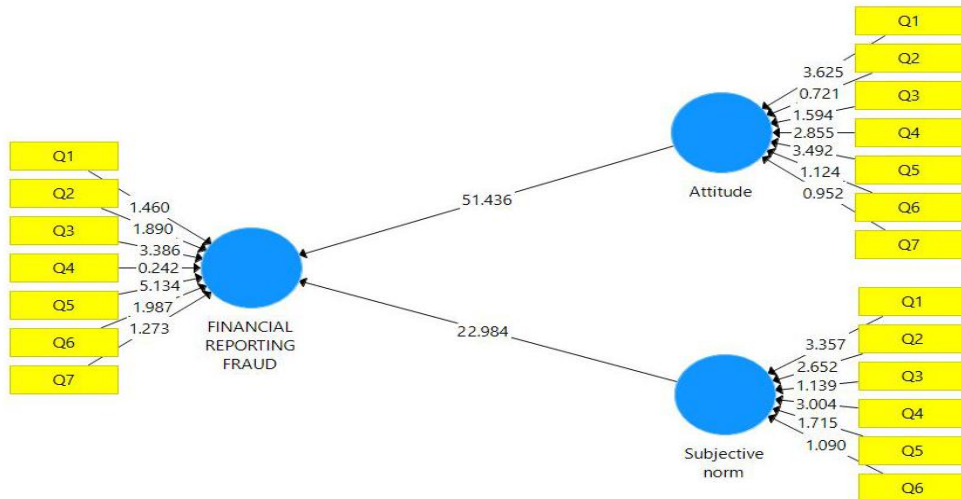 Q1
Q2
Q3
Q4
Q5
Q6
Q7
1.460
1.890
3.386
0.242
5.134
1.987
1.273
FINANCIAL
REPORTING
FRAUD
51.436
22.984
Q1
Q2
Q3
Q4
Q5
Q6
Q7
3.625
0.721
1.594
2.855
3.492
1.124
0.952
Attitude
Q1
Q2
Q3
Q4
Q5
Q6
3.357
2.652
1.139
3.004
1.715
1.090
Subjective
norm